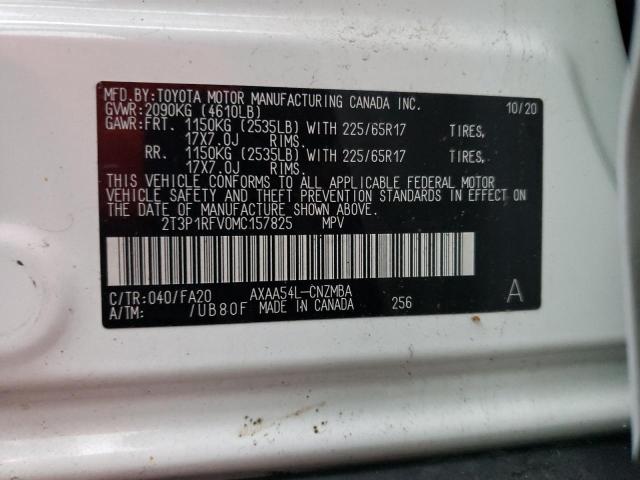 MFD.BY:TOYOTA MOTOR MANUFACTURING CANADA INC. 10/20
GVWR:2090KG (4610LB)
GAWR:FRT. 1150KG (2535LB) WITH 225/65R17 TIRES,
17X7.0J RIMS.
RR. 1150KG (2535LB) WITH 225/65R17 TIRES,
17X7.0J RIMS.
THIS VEHICLE CONFORMS TO ALL APPLICABLE FEDERAL MOTOR
VEHICLE SAFETY AND THEFT PREVENTION STANDARDS IN EFFECT ON
THE DATE OF MANUFACTURE SHOWN ABOVE.
2T3P1RFV0MC157825 MPV
C/TR:040/FA20 AXAA54L-CNZMBA A
A/TM: /UB80F MADE IN CANADA 256